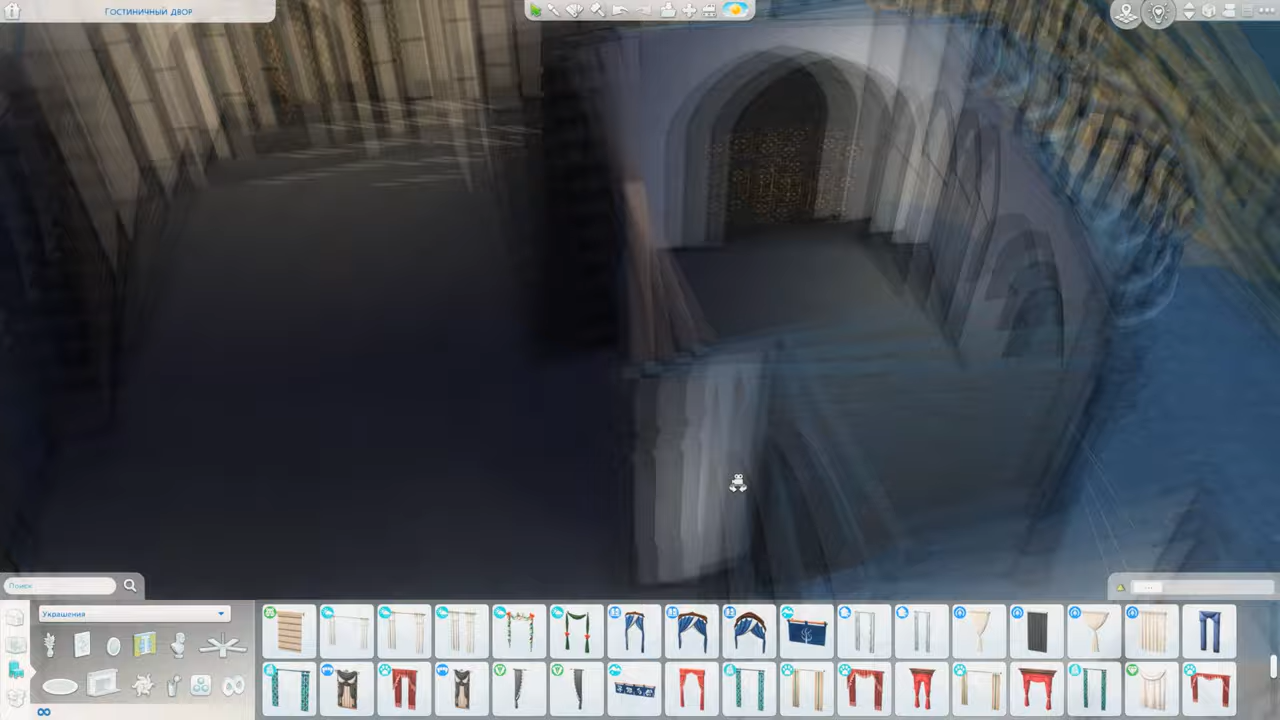 Гостиничный двор
Поиск
Украшения